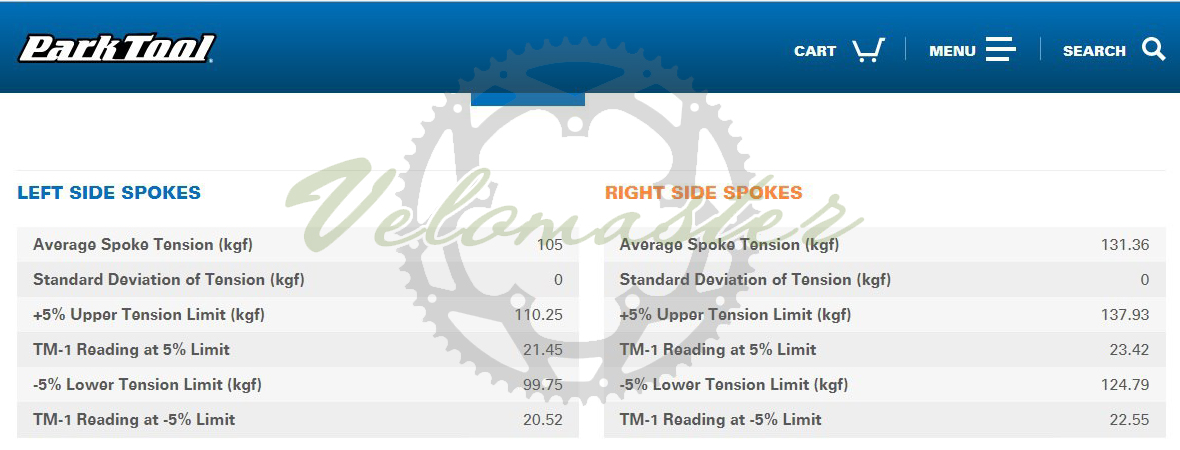 Park Tool
CART MENU SEARCH
Velomaster
LEFT SIDE SPOKES
Average Spoke Tension (kgf) 105
Standard Deviation of Tension (kgf) 0
+5% Upper Tension Limit (kgf) 110.25
TM-1 Reading at 5% Limit 21.45
-5% Lower Tension Limit (kgf) 99.75
TM-1 Reading at -5% Limit 20.52
RIGHT SIDE SPOKES
Average Spoke Tension (kgf) 131.36
Standard Deviation of Tension (kgf) 0
+5% Upper Tension Limit (kgf) 137.93
TM-1 Reading at 5% Limit 23.42
-5% Lower Tension Limit (kgf) 124.79
TM-1 Reading at -5% Limit 22.55